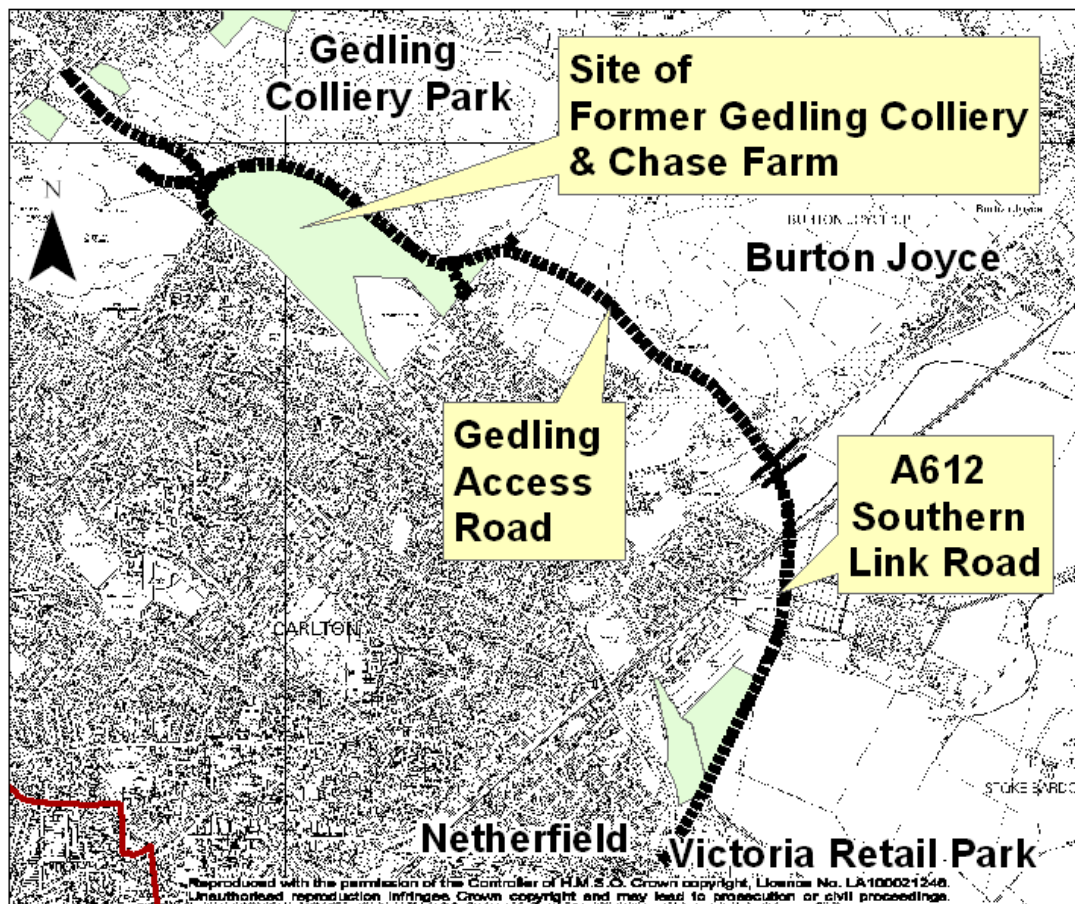 Gedling
Colliery Park
Site of
Former Gedling Colliery
& Chase Farm
N
Burton Joyce
Burton Joyce
Gedling
Access
Road
A612
Southern
Link Road
CARLTON
Netherfield
Victoria Retail Park
Reproduced with the permission of the Controller of H.M.S.O. Crown copyright, Licence No. LA100021246.
Unauthorised reproduction infringes Crown copyright and may lead to prosecution or civil proceedings.